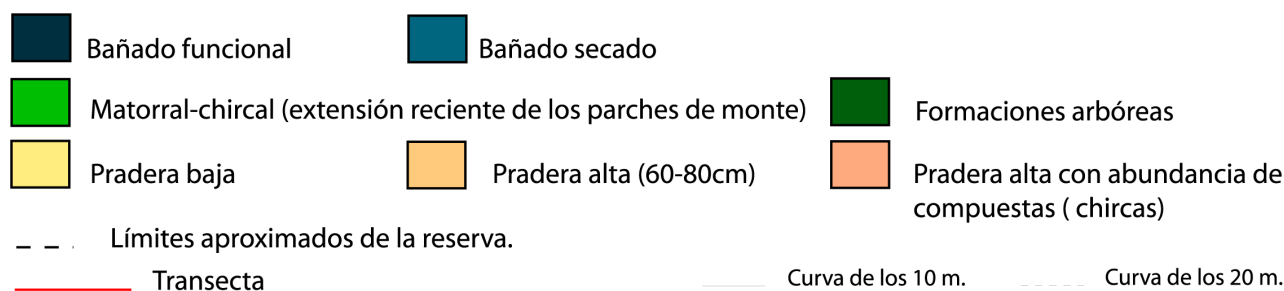 Bañado funcional
Bañado secado
Matorral-chircal (extensión reciente de los parches de monte)
Formaciones arbóreas
Pradera baja
Pradera alta (60-80cm)
Pradera alta con abundancia de
compuestas ( chircas)
Límites aproximados de la reserva.
Transecta
Curva de los 10 m.
Curva de los 20 m.